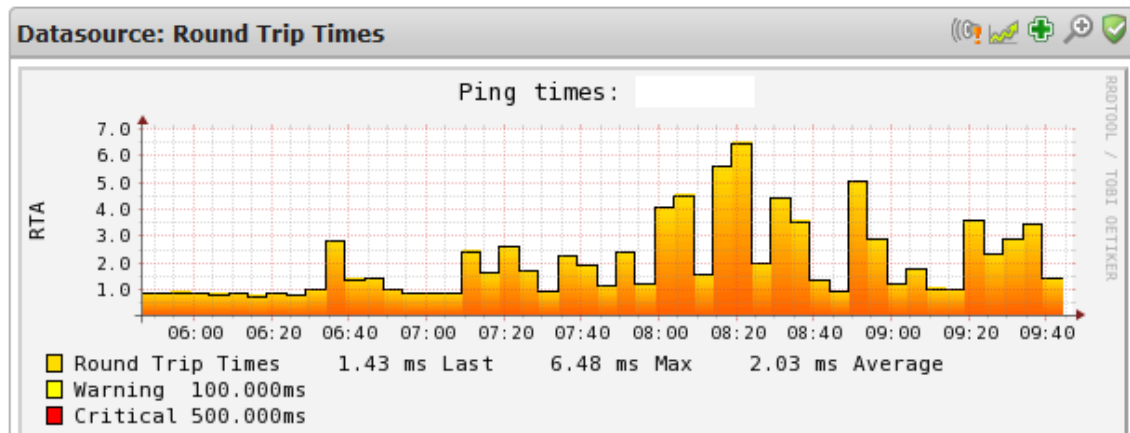 Datasource: Round Trip Times
Ping times:
RRDTOOL / TOBI OETIKER
RTA
7.0
6.0
5.0
4.0
3.0
2.0
1.0
06:00 06:20 06:40 07:00 07:20 07:40 08:00 08:20 08:40 09:00 09:20 09:40
Round Trip Times 1.43 ms Last 6.48 ms Max 2.03 ms Average
Warning 100.000ms
Critical 500.000ms